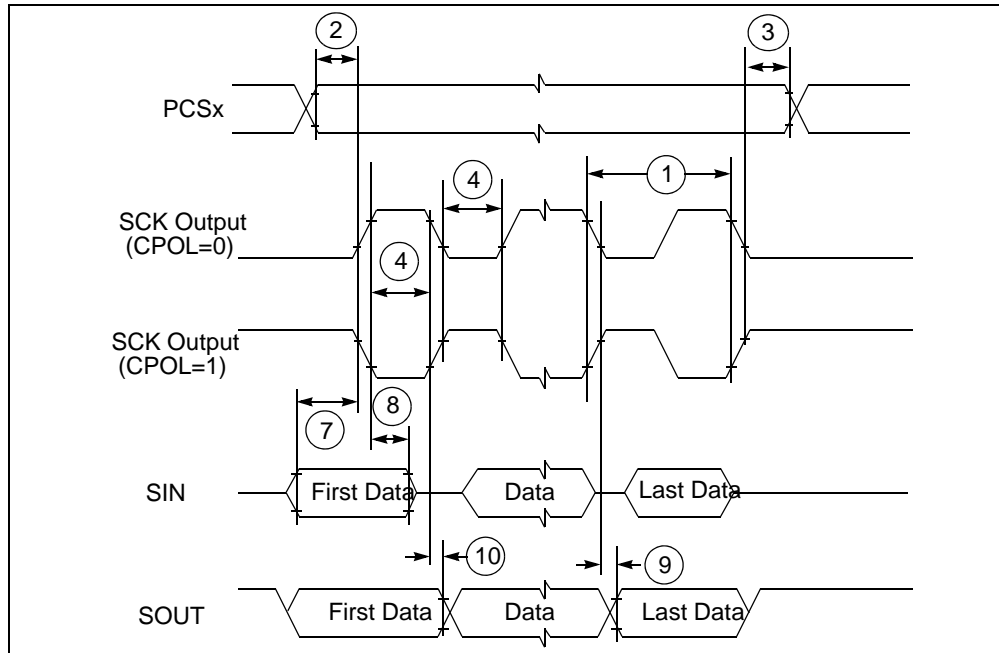 2
3
PCSx
1
4
SCK Output
(CPOL=0)
4
SCK Output
(CPOL=1)
8
7
SIN
First Data
Data
Last Data
10
9
SOUT
First Data
Data
Last Data